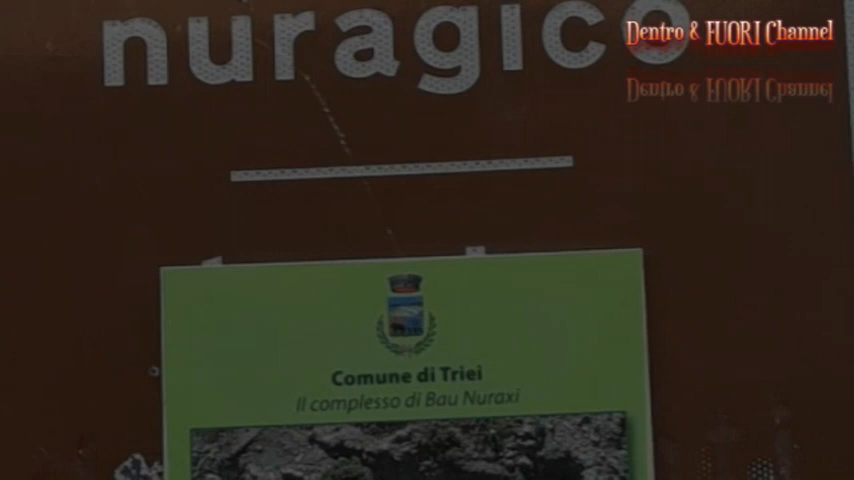 nuragico
Dentro & FUORI Channel
Comune di Triei
Il complesso di Bau Nuraxi